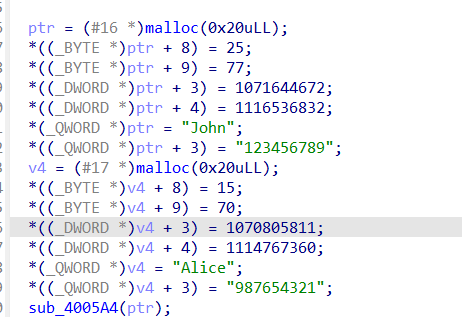 ptr = (#16 *)malloc(0x20uLL);
*((_BYTE *)ptr + 8) = 25;
*((_BYTE *)ptr + 9) = 77;
*((_DWORD *)ptr + 3) = 1071644672;
*((_DWORD *)ptr + 4) = 1116536832;
*(_QWORD *)ptr = "John";
*((_QWORD *)ptr + 3) = "123456789";
v4 = (#17 *)malloc(0x20uLL);
*((_BYTE *)v4 + 8) = 15;
*((_BYTE *)v4 + 9) = 70;
*((_DWORD *)v4 + 3) = 1070805811;
*((_DWORD *)v4 + 4) = 1114767360;
*(_QWORD *)v4 = "Alice";
*((_QWORD *)v4 + 3) = "987654321";
sub_4005A4(ptr);